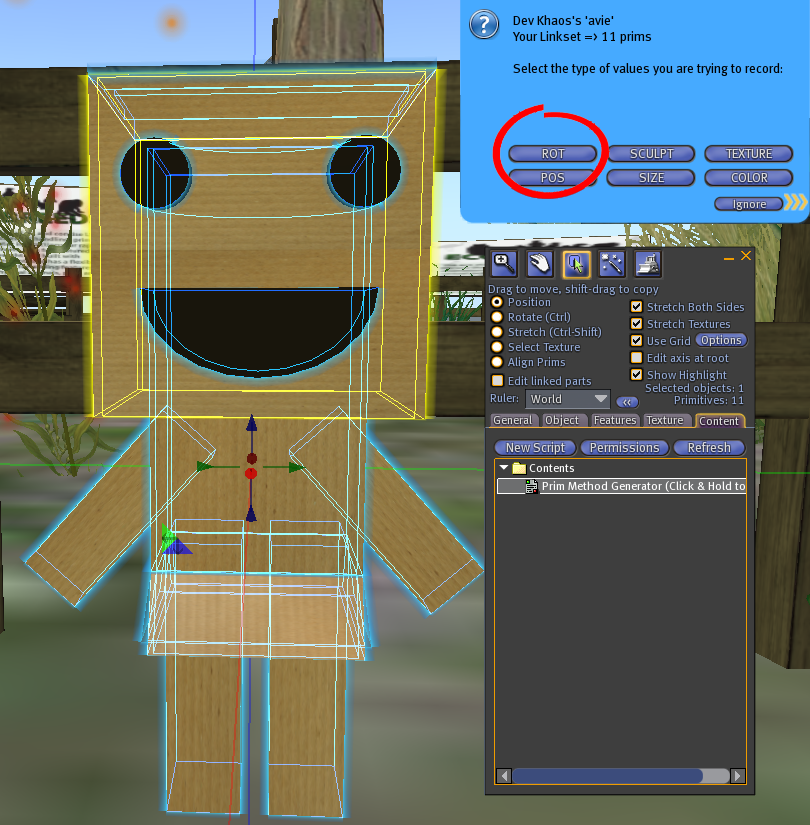 Dev Khaos's 'avie'
Your Linkset => 11 prims
Select the type of values you are trying to record:
ROT
SCULPT
TEXTURE
POS
SIZE
COLOR
Ignore
Drag to move, shift-drag to copy
Position
Rotate (Ctrl)
Stretch (Ctrl-Shift)
Select Texture
Align Prims
Edit linked parts
Stretch Both Sides
Stretch Textures
Use Grid
Options
Edit axis at root
Show Highlight
Selected objects: 1
Primitives: 11
Ruler:
World
General
Object
Features
Texture
Content
New Script
Permissions
Refresh
Contents
Prim Method Generator (Click & Hold to